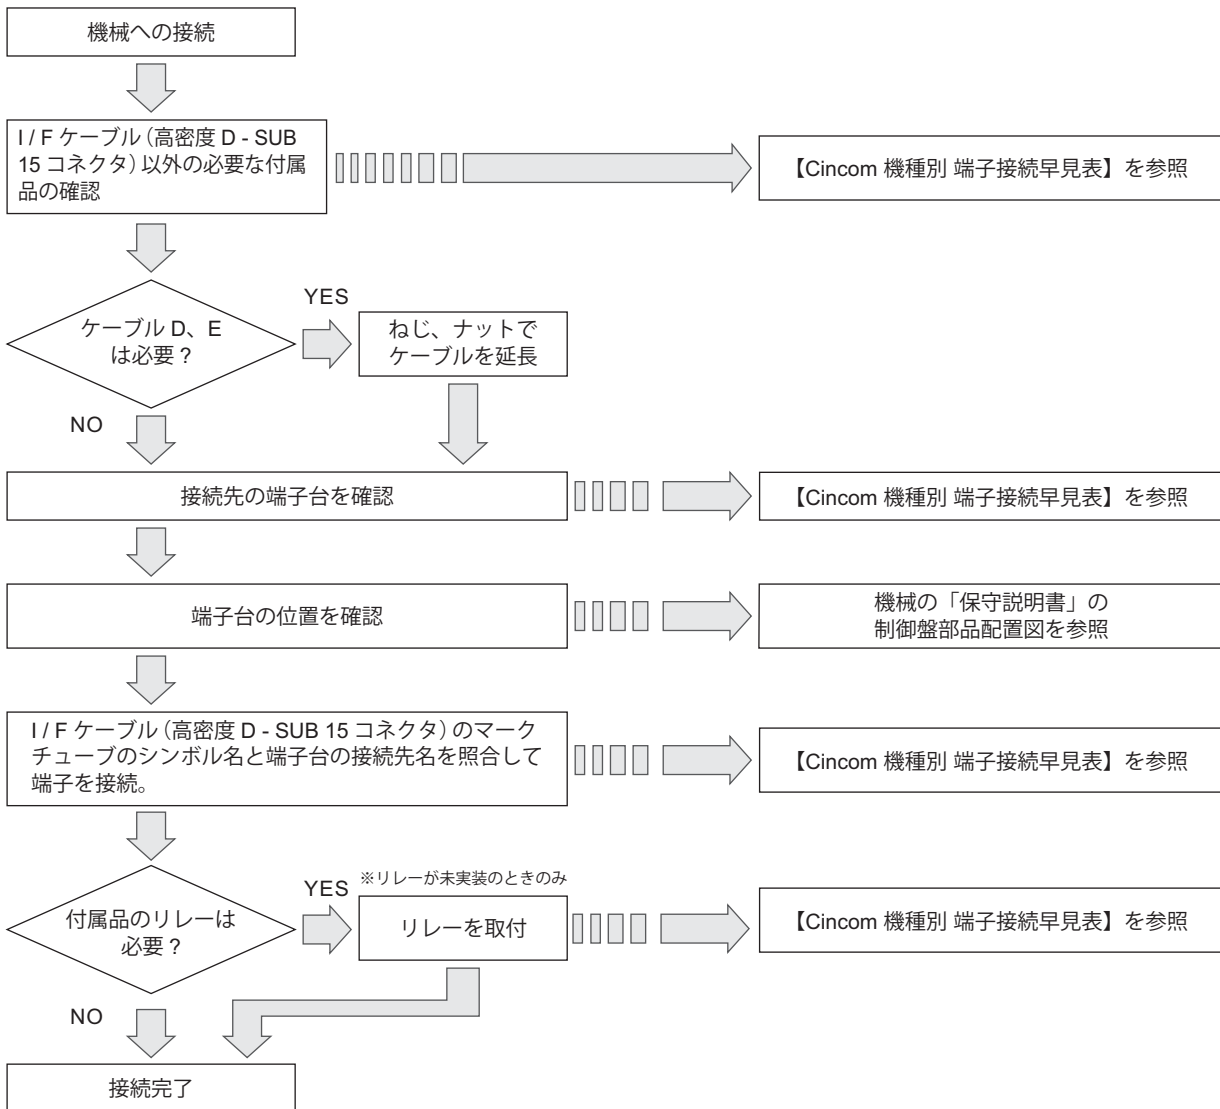 機械への接続
I / F ケーブル（高密度 D - SUB
15 コネクタ）以外の必要な付属
品の確認
【Cincom 機種別 端子接続早見表】を参照
ケーブル D、E
は必要？
YES
ねじ、ナットで
ケーブルを延長
NO
接続先の端子台を確認
【Cincom 機種別 端子接続早見表】を参照
端子台の位置を確認
機械の「保守説明書」の
制御盤部品配置図を参照
I / F ケーブル（高密度 D - SUB 15 コネクタ）のマーク
チューブのシンボル名と端子台の接続先名を照合して
端子を接続。
【Cincom 機種別 端子接続早見表】を参照
付属品のリレーは
必要？
YES
※リレーが未実装のときのみ
リレーを取付
【Cincom 機種別 端子接続早見表】を参照
NO
接続完了